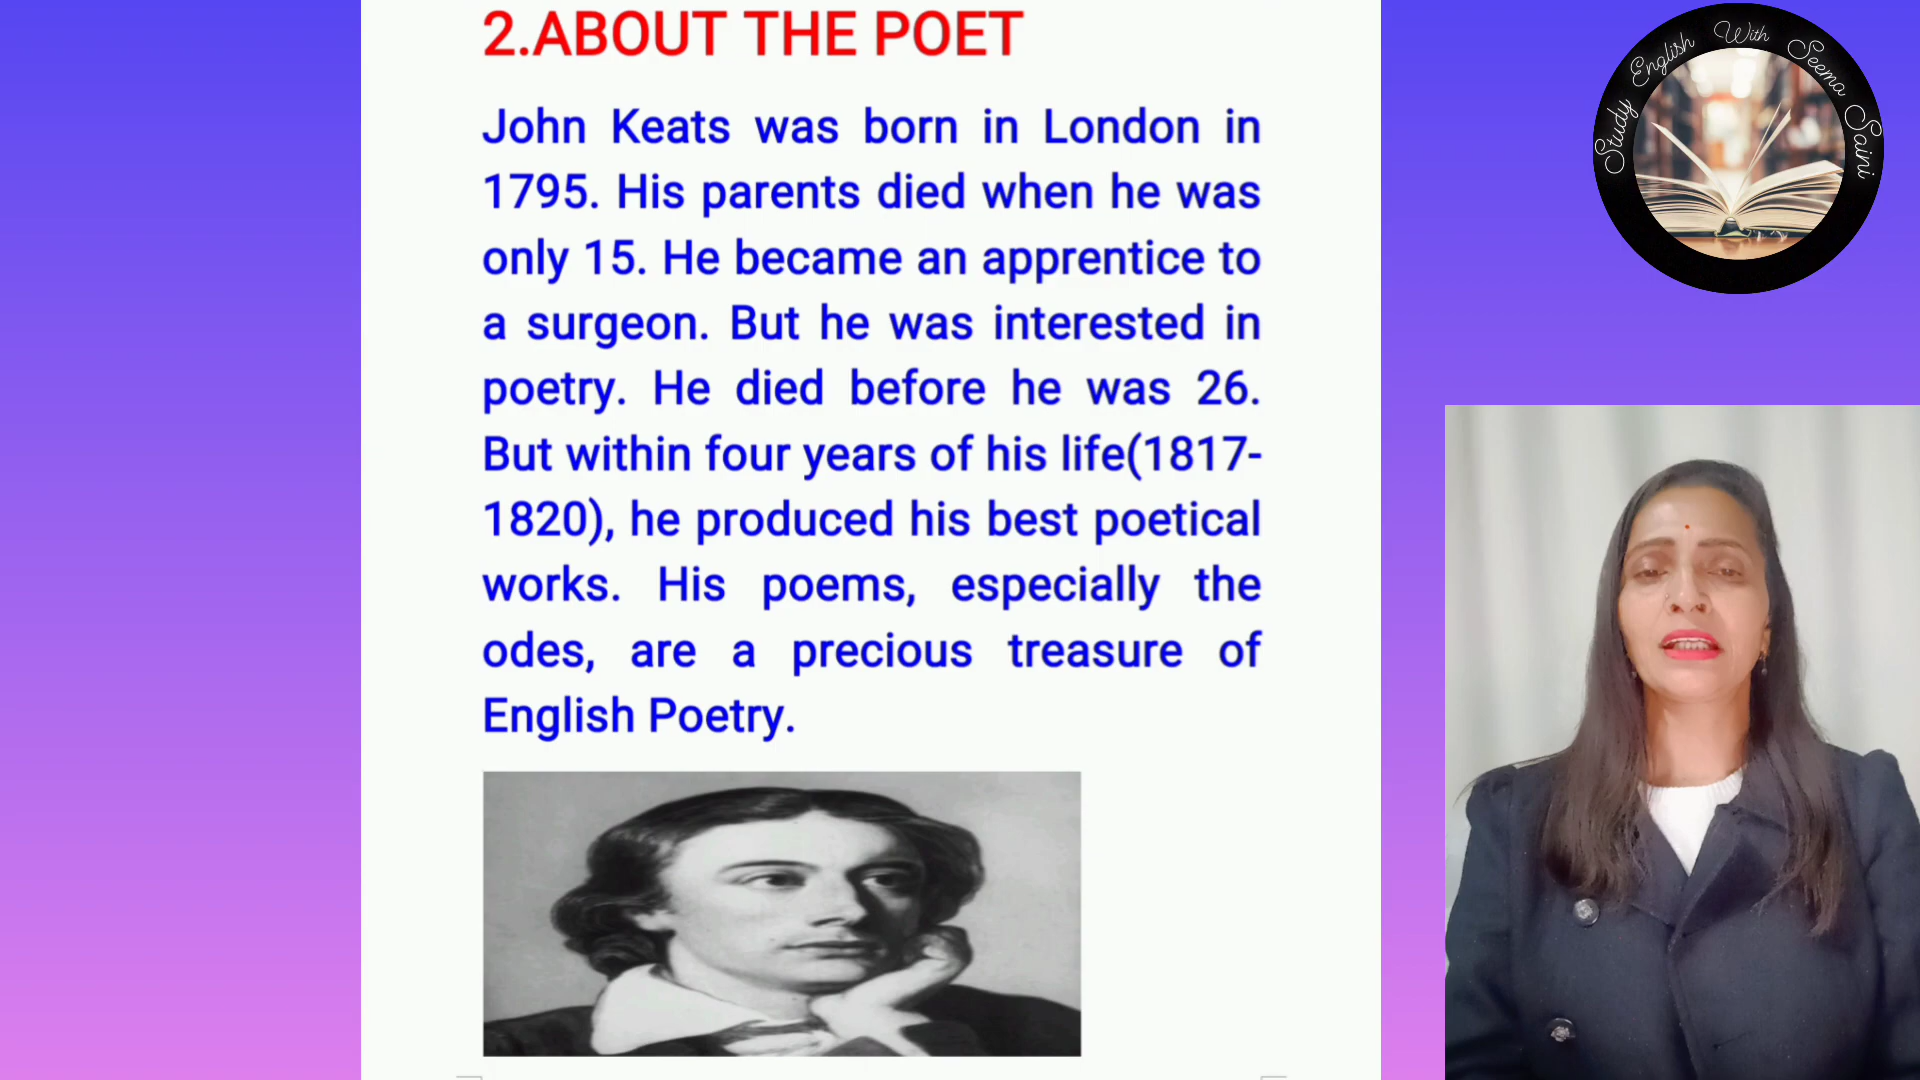 2.ABOUT THE POET
John Keats was born in London in
1795. His parents died when he was
only 15. He became an apprentice to
a surgeon. But he was interested in
poetry. He died before he was 26.
But within four years of his life(1817-
1820), he produced his best poetical
works. His poems, especially the
odes, are a precious treasure of
English Poetry.
Study English With Seema Saini